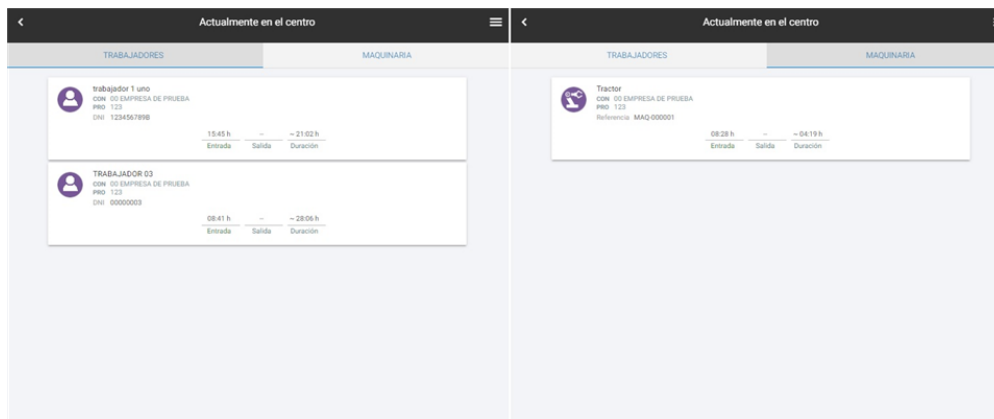 Actualmente en el centro
TRABAJADORES MAQUINARIA
trabajador 1 uno
CON 00 EMPRESA DE PRUEBA
PRO 123
DNI 123456789B
15:45 h – ~ 21:02 h
Entrada Salida Duración
TRABAJADOR 03
CON 00 EMPRESA DE PRUEBA
PRO 123
DNI 00000003
08:41 h – ~ 28:06 h
Entrada Salida Duración
Actualmente en el centro
TRABAJADORES MAQUINARIA
Tractor
CON 00 EMPRESA DE PRUEBA
PRO 123
Referencia MAQ-000001
08:28 h – ~ 04:19 h
Entrada Salida Duración